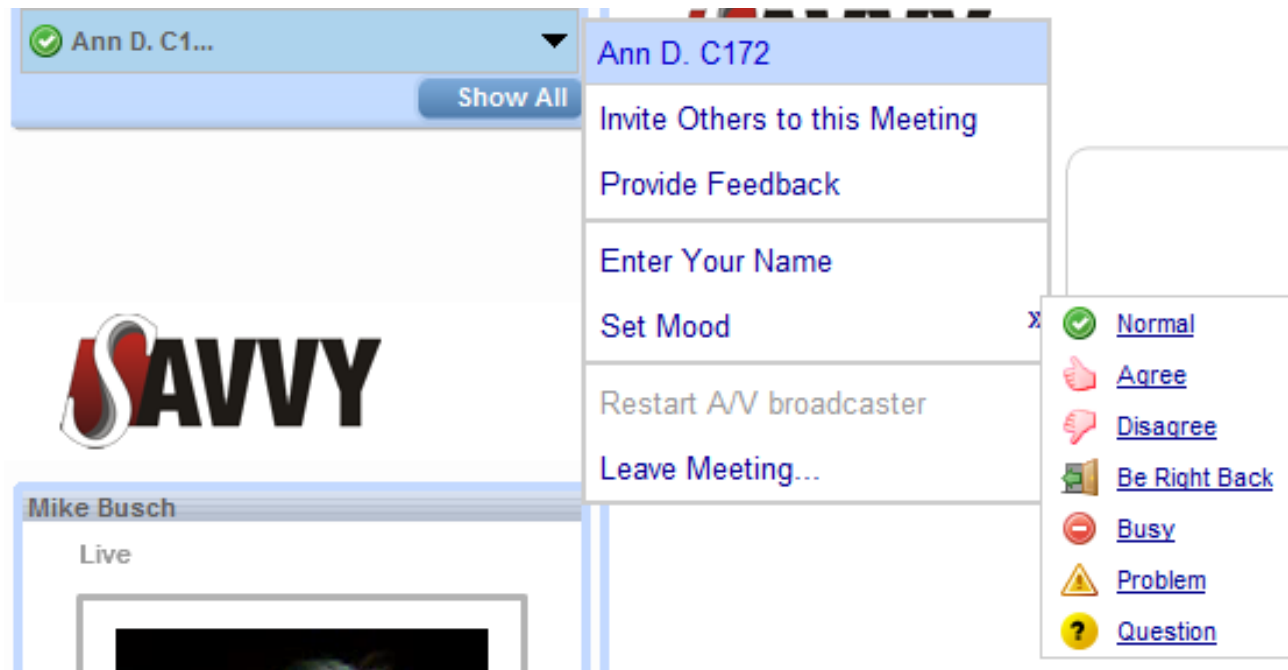 Ann D. C1...
Show All
SAVVY
Mike Busch
Live
Ann D. C172
Invite Others to this Meeting
Provide Feedback
Enter Your Name
Set Mood »
Restart A/V broadcaster
Leave Meeting...
Normal
Agree
Disagree
Be Right Back
Busy
Problem
Question